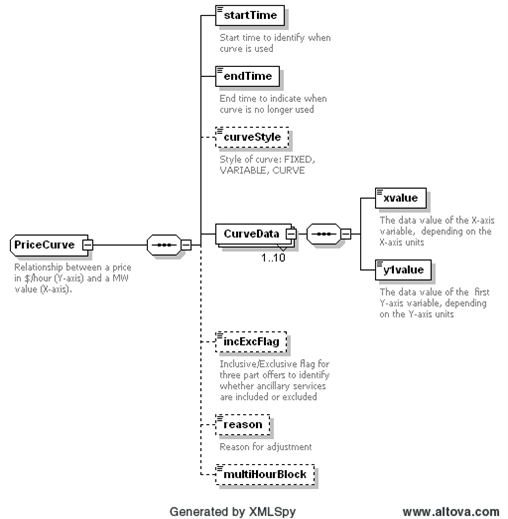 startTime
Start time to identify when
curve is used
endTime
End time to indicate when
curve is no longer used
curveStyle
Style of curve: FIXED,
VARIABLE, CURVE
PriceCurve
Relationship between a price
in $/hour (Y-axis) and a MW
value (X-axis).
CurveData
1..10
xvalue
The data value of the X-axis
variable, depending on the
X-axis units
y1value
The data value of the first
Y-axis variable, depending
on the Y-axis units
incExcFlag
Inclusive/Exclusive flag for
three part offers to identify
whether ancillary services
are included or excluded
reason
Reason for adjustment
multiHourBlock
Generated by XMLSpy
www.altova.com